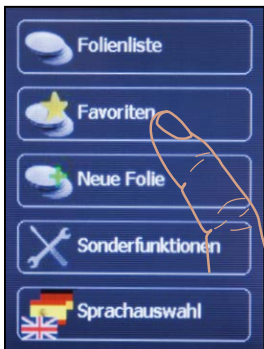 Folienliste
Favoriten
Neue Folie
Sonderfunktionen
Sprachauswahl